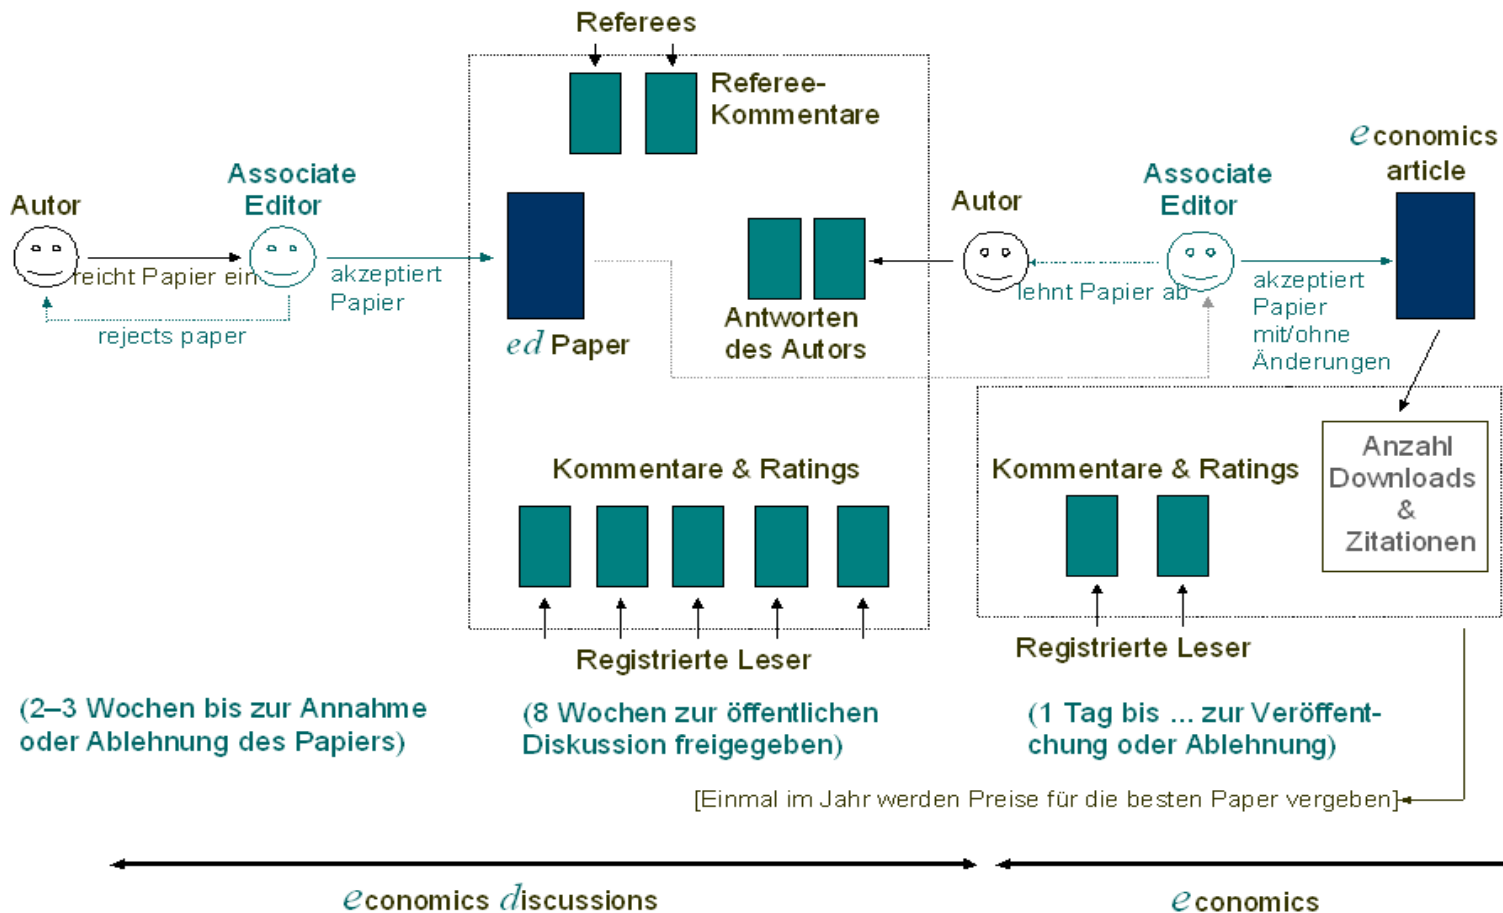 Referees
Referee-
Kommentare
economics
article
Associate
Editor
Autor
reicht Papier ein
akzeptiert
Papier
rejects paper
ed Paper
Antworten
des Autors
Autor
Associate
Editor
lehnt Papier ab
akzeptiert
Papier
mit/ohne
Änderungen
Kommentare & Ratings
Registrierte Leser
Kommentare & Ratings
Registrierte Leser
Anzahl
Downloads
&
Zitationen
(2–3 Wochen bis zur Annahme
oder Ablehnung des Papiers)
(8 Wochen zur öffentlichen
Diskussion freigegeben)
(1 Tag bis ... zur Veröffent-
chung oder Ablehnung)
[Einmal im Jahr werden Preise für die besten Paper vergeben]
economics discussions
economics